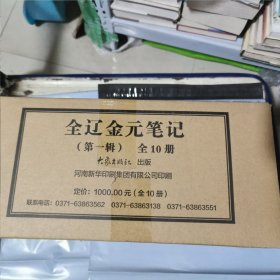 全辽金元笔记
（第一辑） 全10册
大象出版社 出版
河南新华印刷集团有限公司印刷
定价：1000.00元（全10册）
联系电话：0371-63863562 0371-63863138 0371-63863551